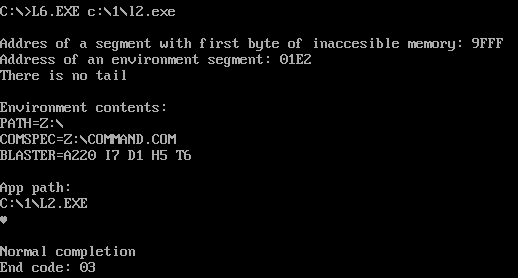 C:\>L6.EXE c:\1\l2.exe
Addres of a segment with first byte of inaccesible memory: 9FFF
Address of an environment segment: 01E2
There is no tail
Environment contents:
PATH=Z:\
COMSPEC=Z:\COMMAND.COM
BLASTER=A220 I7 D1 H5 T6
App path:
C:\1\L2.EXE
♥
Normal completion
End code: 03